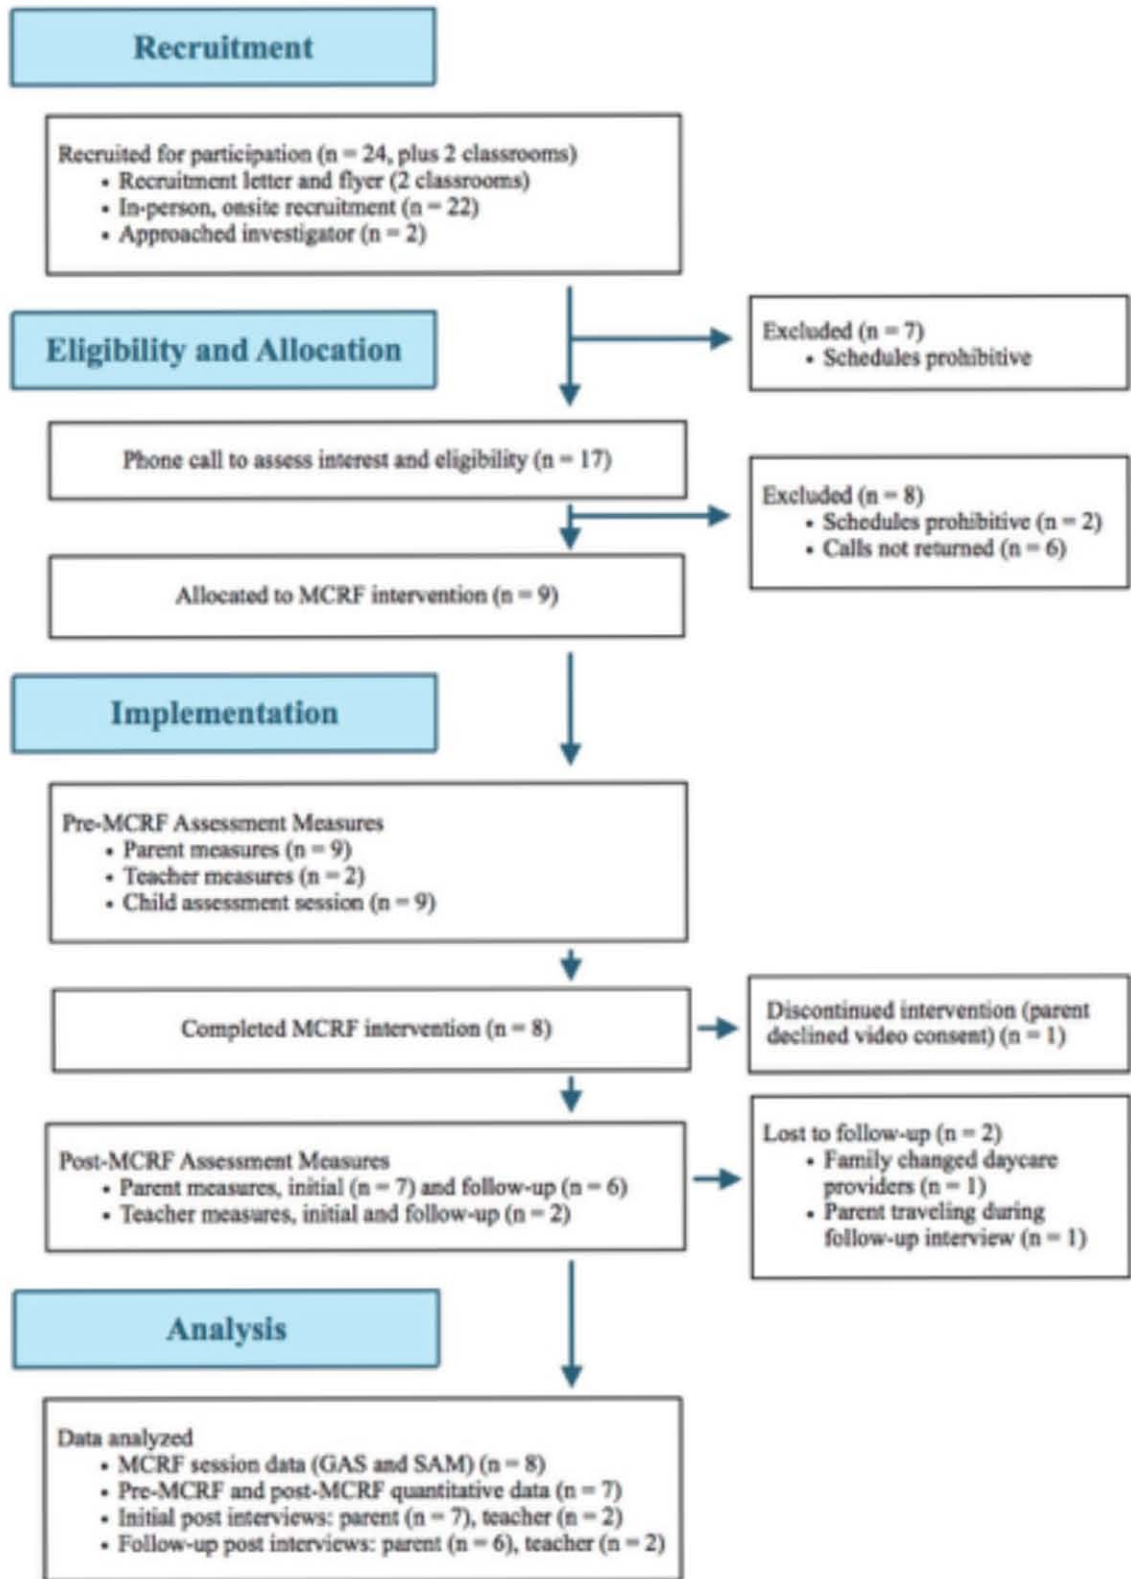 Recruitment
Recruited for participation (n = 24, plus 2 classrooms)
• Recruitment letter and flyer (2 classrooms)
• In-person, onsite recruitment (n = 22)
• Approached investigator (n = 2)
Excluded (n = 7)
• Schedules prohibitive
Eligibility and Allocation
Phone call to assess interest and eligibility (n = 17)
Excluded (n = 8)
• Schedules prohibitive (n = 2)
• Calls not returned (n = 6)
Allocated to MCRF intervention (n = 9)
Implementation
Pre-MCRF Assessment Measures
• Parent measures (n = 9)
• Teacher measures (n = 2)
• Child assessment session (n = 9)
Completed MCRF intervention (n = 8)
Discontinued intervention (parent
declined video consent) (n = 1)
Post-MCRF Assessment Measures
• Parent measures, initial (n = 7) and follow-up (n = 6)
• Teacher measures, initial and follow-up (n = 2)
Lost to follow-up (n = 2)
• Family changed daycare
providers (n = 1)
• Parent traveling during
follow-up interview (n = 1)
Analysis
Data analyzed
• MCRF session data (GAS and SAM) (n = 8)
• Pre-MCRF and post-MCRF quantitative data (n = 7)
• Initial post interviews: parent (n = 7), teacher (n = 2)
• Follow-up post interviews: parent (n = 6), teacher (n = 2)